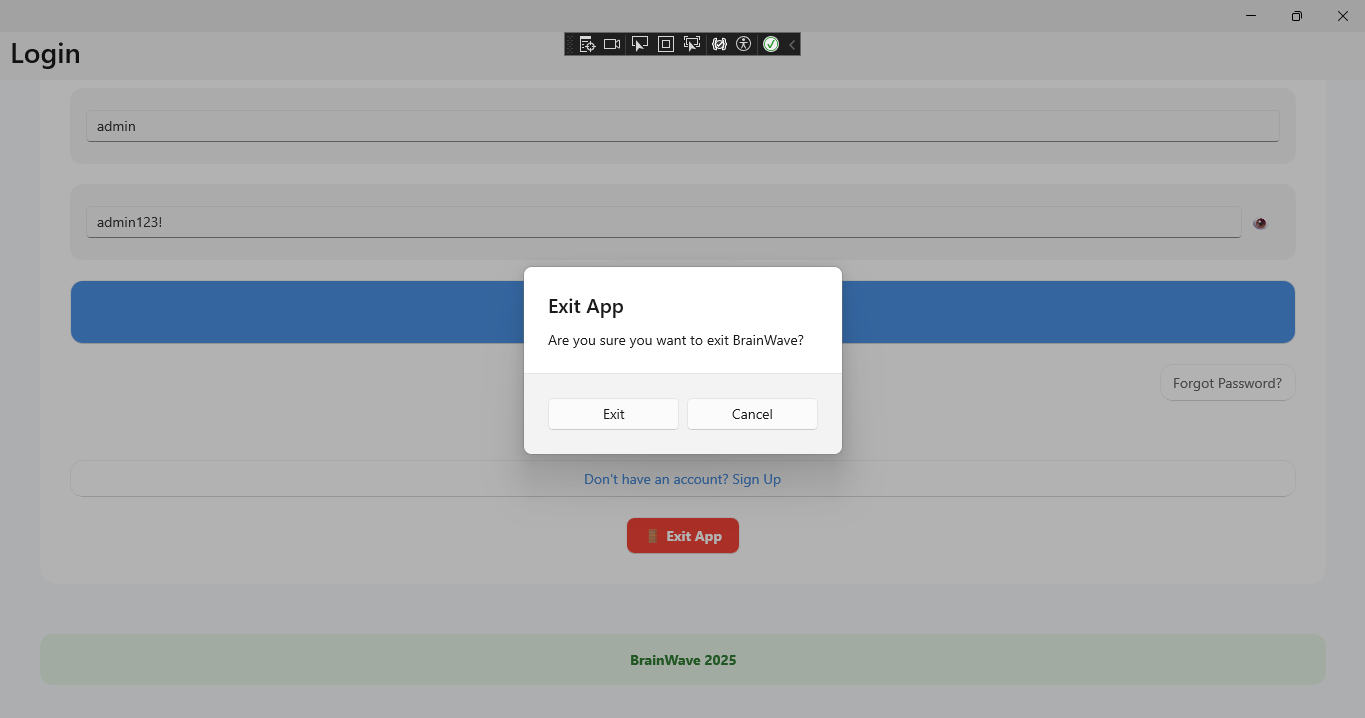 Login
admin
admin123!
Exit App
Are you sure you want to exit BrainWave?
Exit
Cancel
Forgot Password?
Don't have an account? Sign Up
Exit App
BrainWave 2025